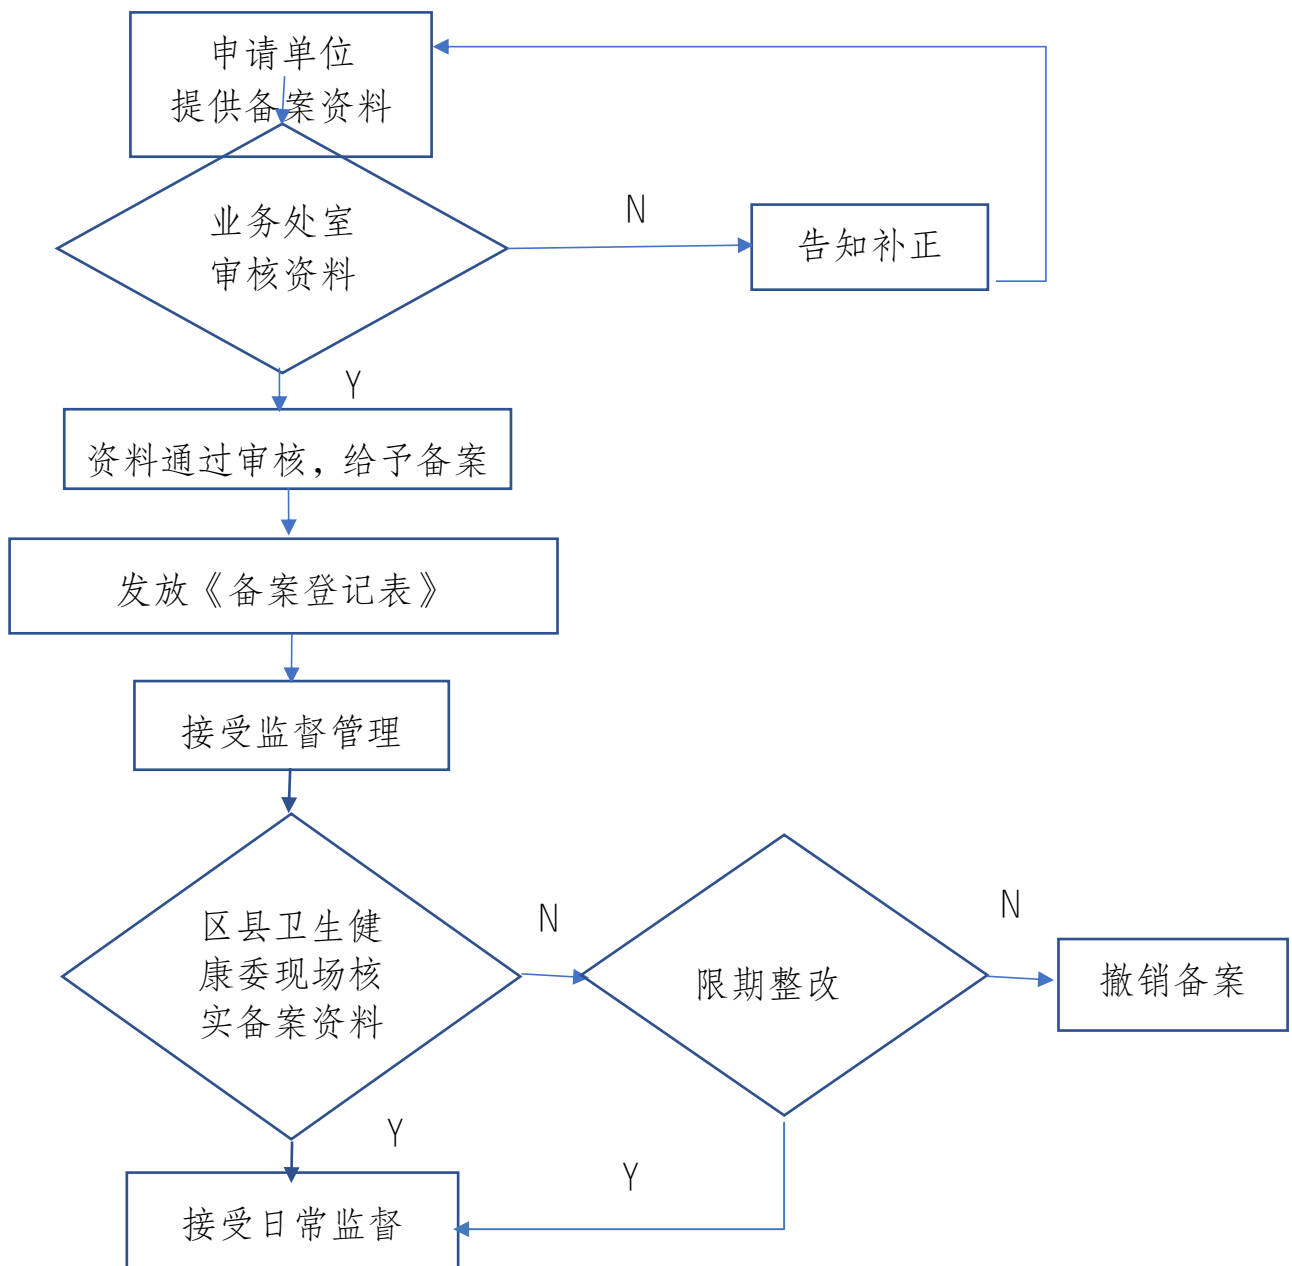 申请单位
提供备案资料
业务处室
审核资料
N
告知补正
Y
资料通过审核，给予备案
发放《备案登记表》
接受监督管理
区县卫生健
康委现场核
实备案资料
N
限期整改
N
撤销备案
Y
Y
接受日常监督